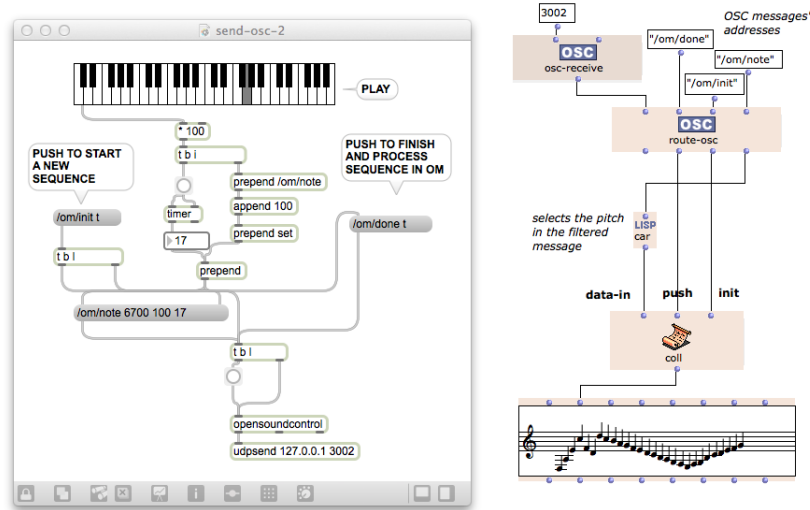 send-osc-2
PLAY
* 100
t b i
PUSH TO START
A NEW
SEQUENCE
PUSH TO FINISH
AND PROCESS
SEQUENCE IN OM
prepend /om/note
append 100
prepend set
/om/init t
timer
17
/om/done t
t b l
prepend
/om/note 6700 100 17
t b l
opensoundcontrol
udpsend 127.0.0.1 3002
3002
OSC
osc-receive
OSC messages'
addresses
"/om/done"
"/om/note"
"/om/init"
OSC
route-osc
selects the pitch
in the filtered
message
LISP
car
data-in
push
init
coll